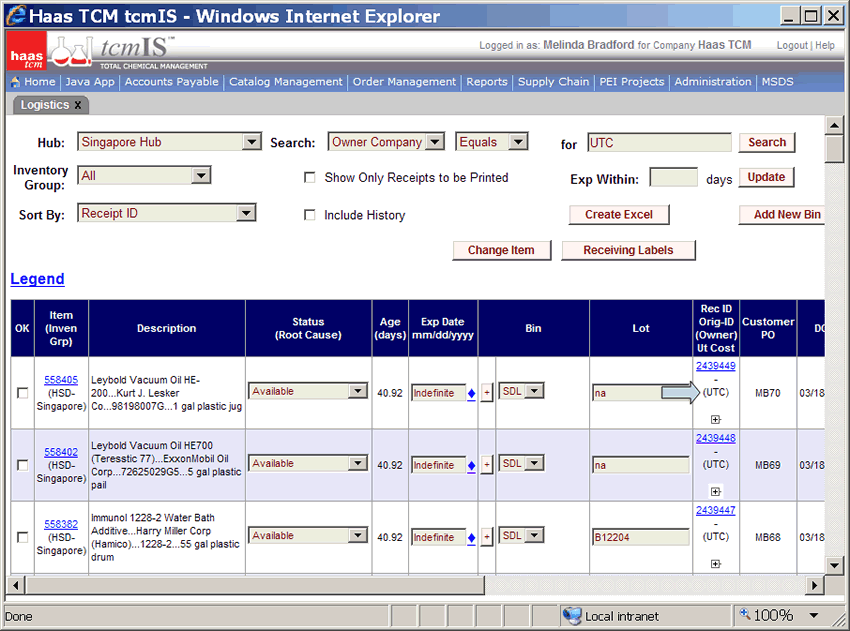 Haas TCM tcmIS - Windows Internet Explorer
haas tcm
tcmIS™
TOTAL CHEMICAL MANAGEMENT
Logged in as: Melinda Bradford for Company Haas TCM
Logout | Help
Home | Java App | Accounts Payable | Catalog Management | Order Management | Reports | Supply Chain | PEI Projects | Administration | MSDS
Logistics x
Hub: Singapore Hub Search: Owner Company Equals for UTC Search
Inventory Group: All Show Only Receipts to be Printed Exp Within: days Update
Sort By: Receipt ID Include History Create Excel Add New Bin
Change Item Receiving Labels
Legend
OK
Item
(Inven
Grp)
Description
Status
(Root Cause)
Age
(days)
Exp Date
mm/dd/yyyy
Bin
Lot
Rec ID
Orig-ID
(Owner)
Ut Cost
Customer
PO
558405
(HSD-
Singapore)
Leybold Vacuum Oil HE-
200...Kurt J. Lesker
Co...98198007G...1 gal plastic jug
Available
40.92
Indefinite
+
SDL
na
2439449
-
(UTC)
MB70
03/18
558402
(HSD-
Singapore)
Leybold Vacuum Oil HE700
(Teresstic 77)...ExxonMobil Oil
Corp...72625029G5...5 gal plastic
pail
Available
40.92
Indefinite
+
SDL
na
2439448
-
(UTC)
MB69
03/18
558382
(HSD-
Singapore)
Immunol 1228-2 Water Bath
Additive...Harry Miller Corp
(Hamico)...1228-2...55 gal plastic
drum
Available
40.92
Indefinite
+
SDL
B12204
2439447
-
(UTC)
MB68
03/18
Done
Local intranet
100%